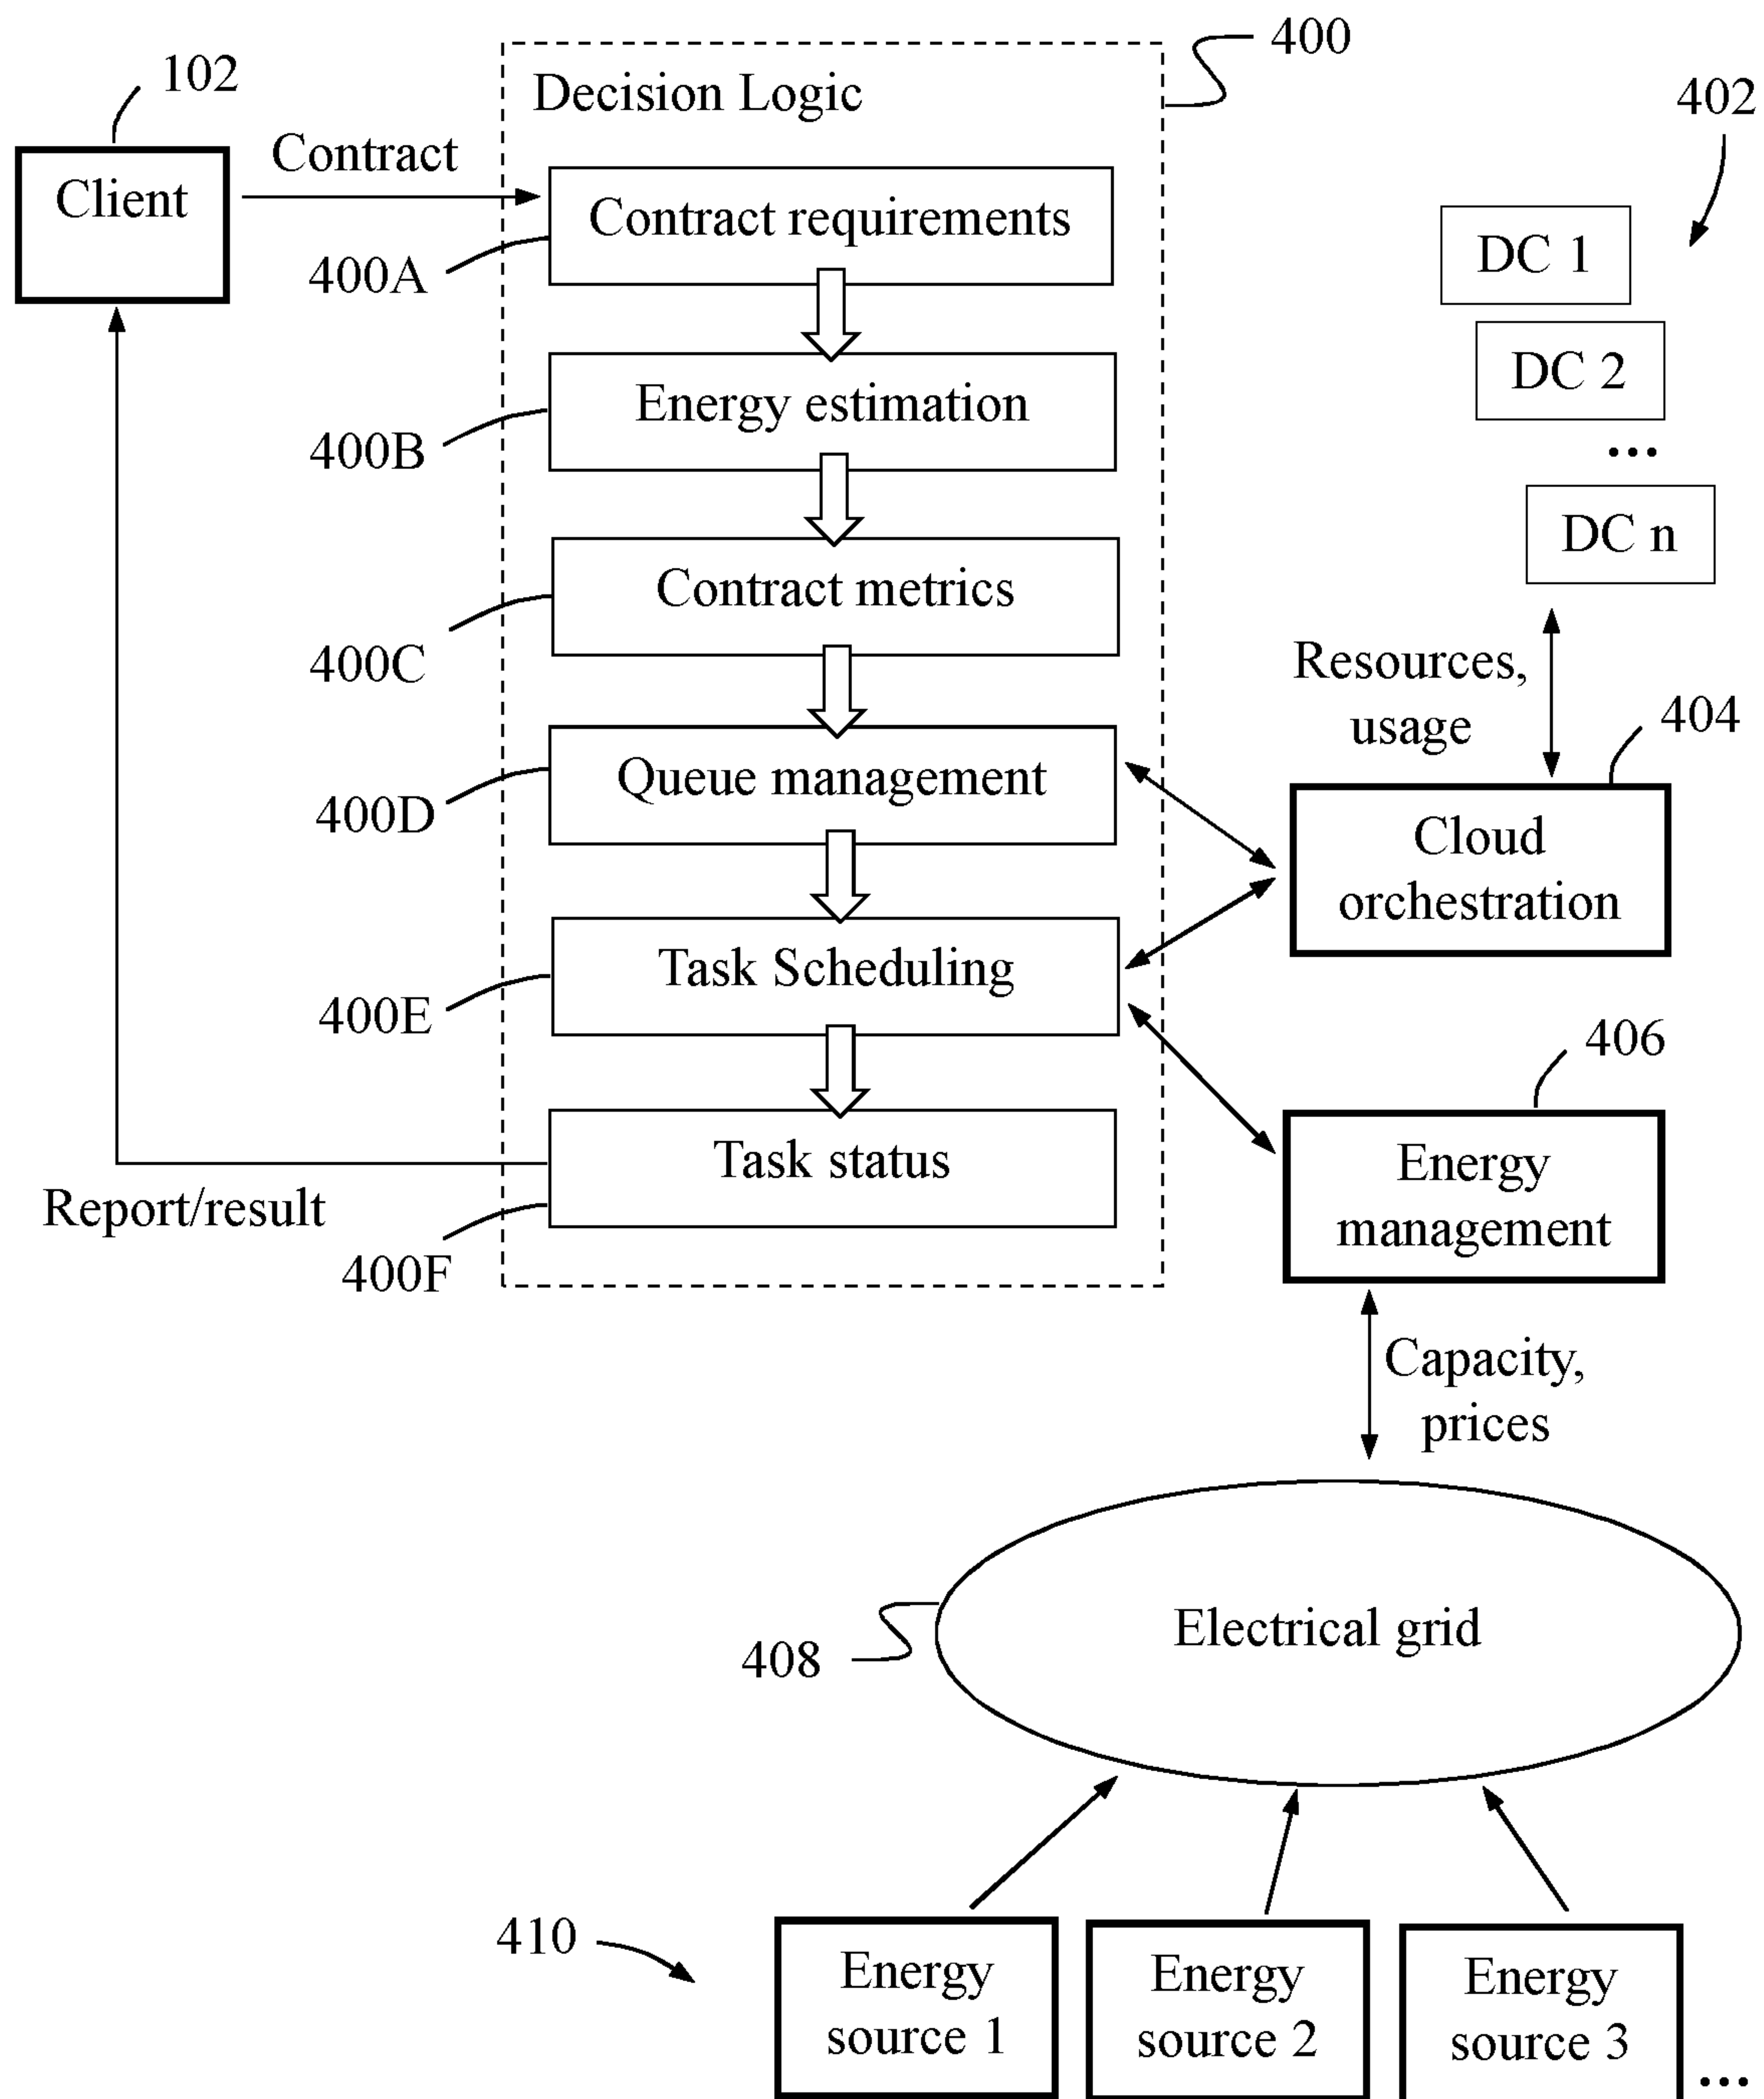 400
102
Decision Logic
402
Contract
Client
Contract requirements
400A
DC 1
DC 2
Energy estimation
400B
...
DC n
Contract metrics
400C
Resources,
usage
404
Queue management
400D
Cloud
orchestration
Task Scheduling
400E
406
Task status
Energy
management
Report/result
400F
Capacity,
prices
Electrical grid
408
410
Energy
source 1
Energy
source 2
Energy
source 3
...